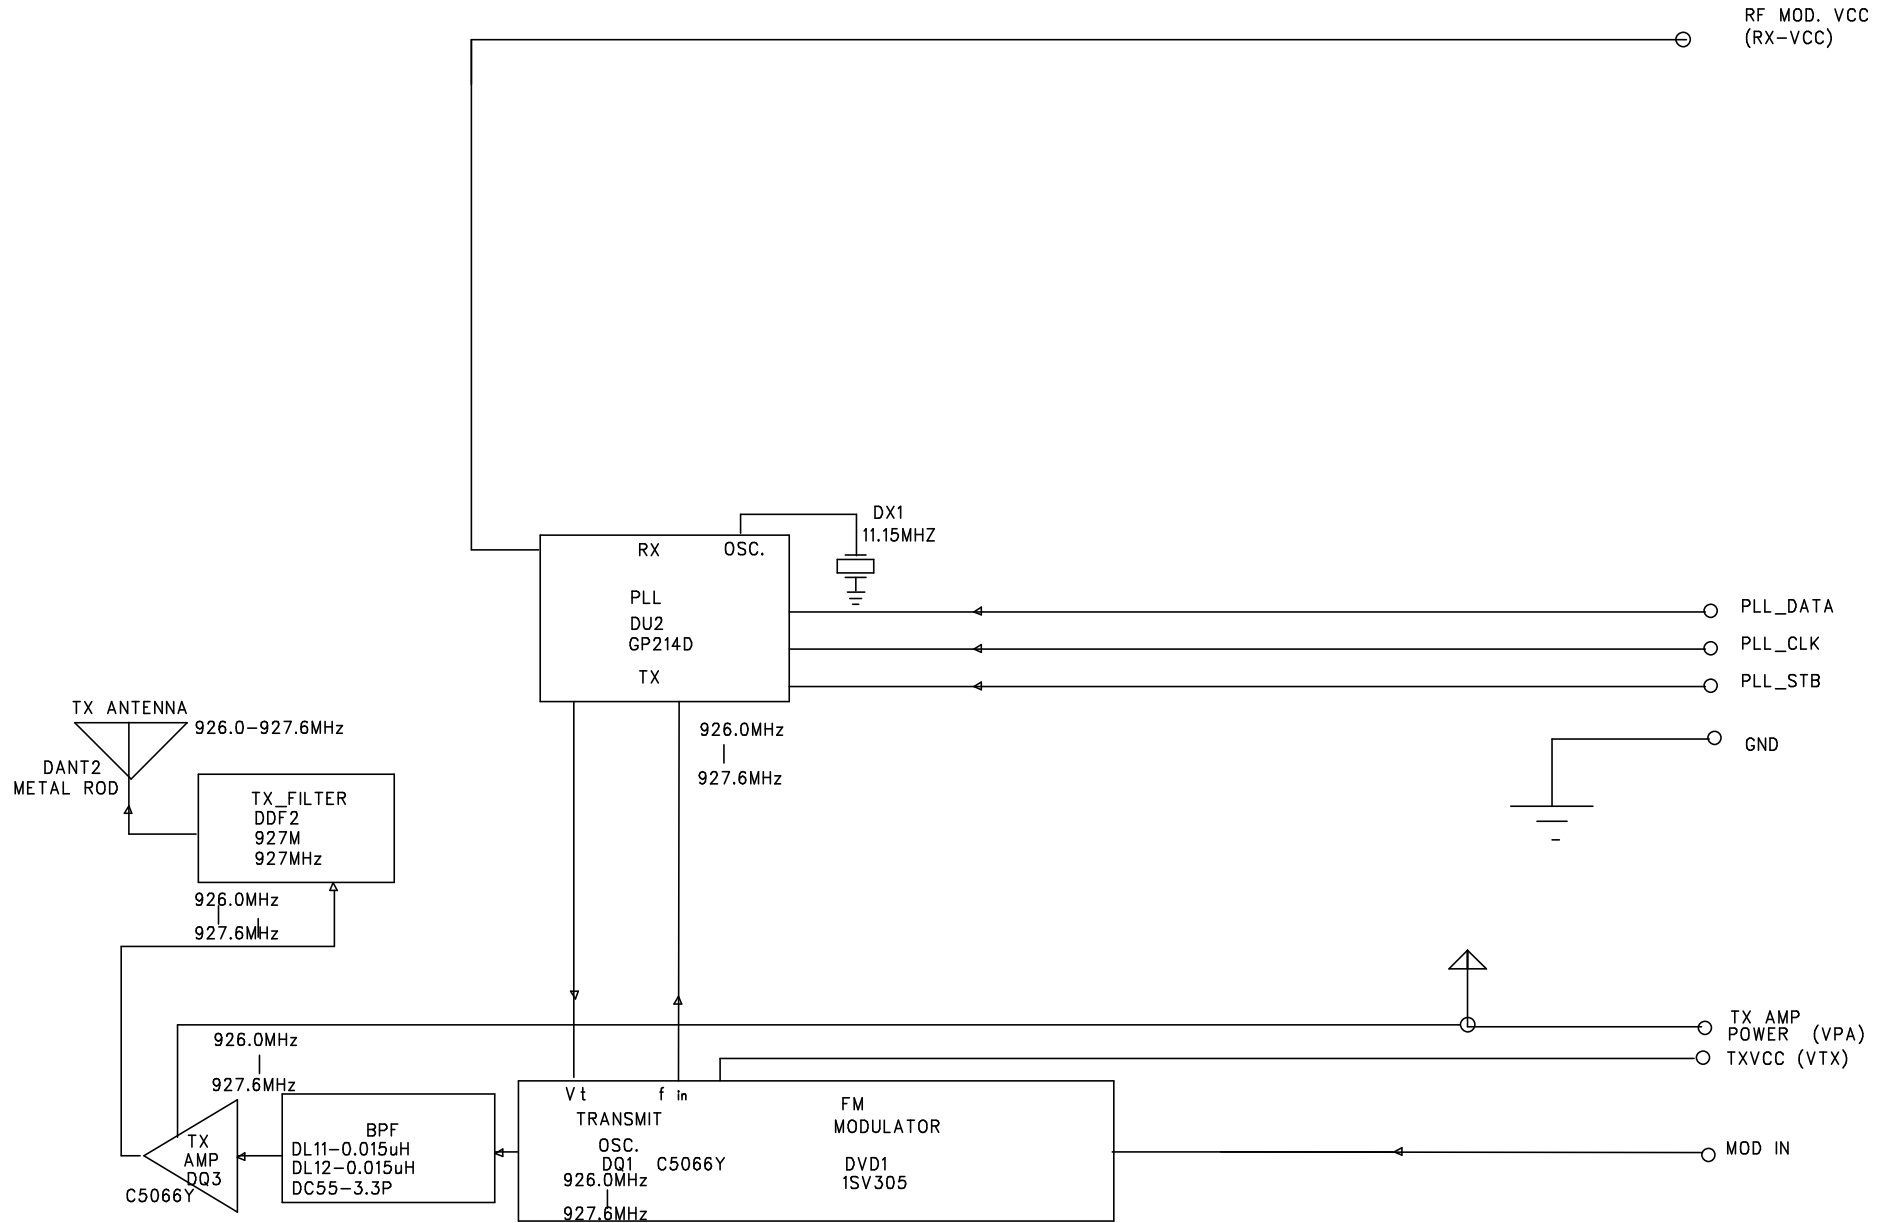 RF MOD. VCC
(RX-VCC)
DX1
11.15MHZ
RX
OSC.
PLL
DU2
GP214D
TX
PLL_DATA
PLL_CLK
PLL_STB
GND
TX ANTENNA
926.0-927.6MHz
DANT2
METAL ROD
TX_FILTER
DDF2
927M
927MHz
926.0MHz
927.6MHz
926.0MHz
927.6MHz
TX AMP
POWER (VPA)
TXVCC (VTX)
926.0MHz
927.6MHz
TX
AMP
DQ3
C5066Y
BPF
DL11-0.015uH
DL12-0.015uH
DC55-3.3P
Vt
f in
TRANSMIT
OSC.
DQ1 C5066Y
926.0MHz
927.6MHz
FM
MODULATOR
DVD1
1SV305
MOD IN